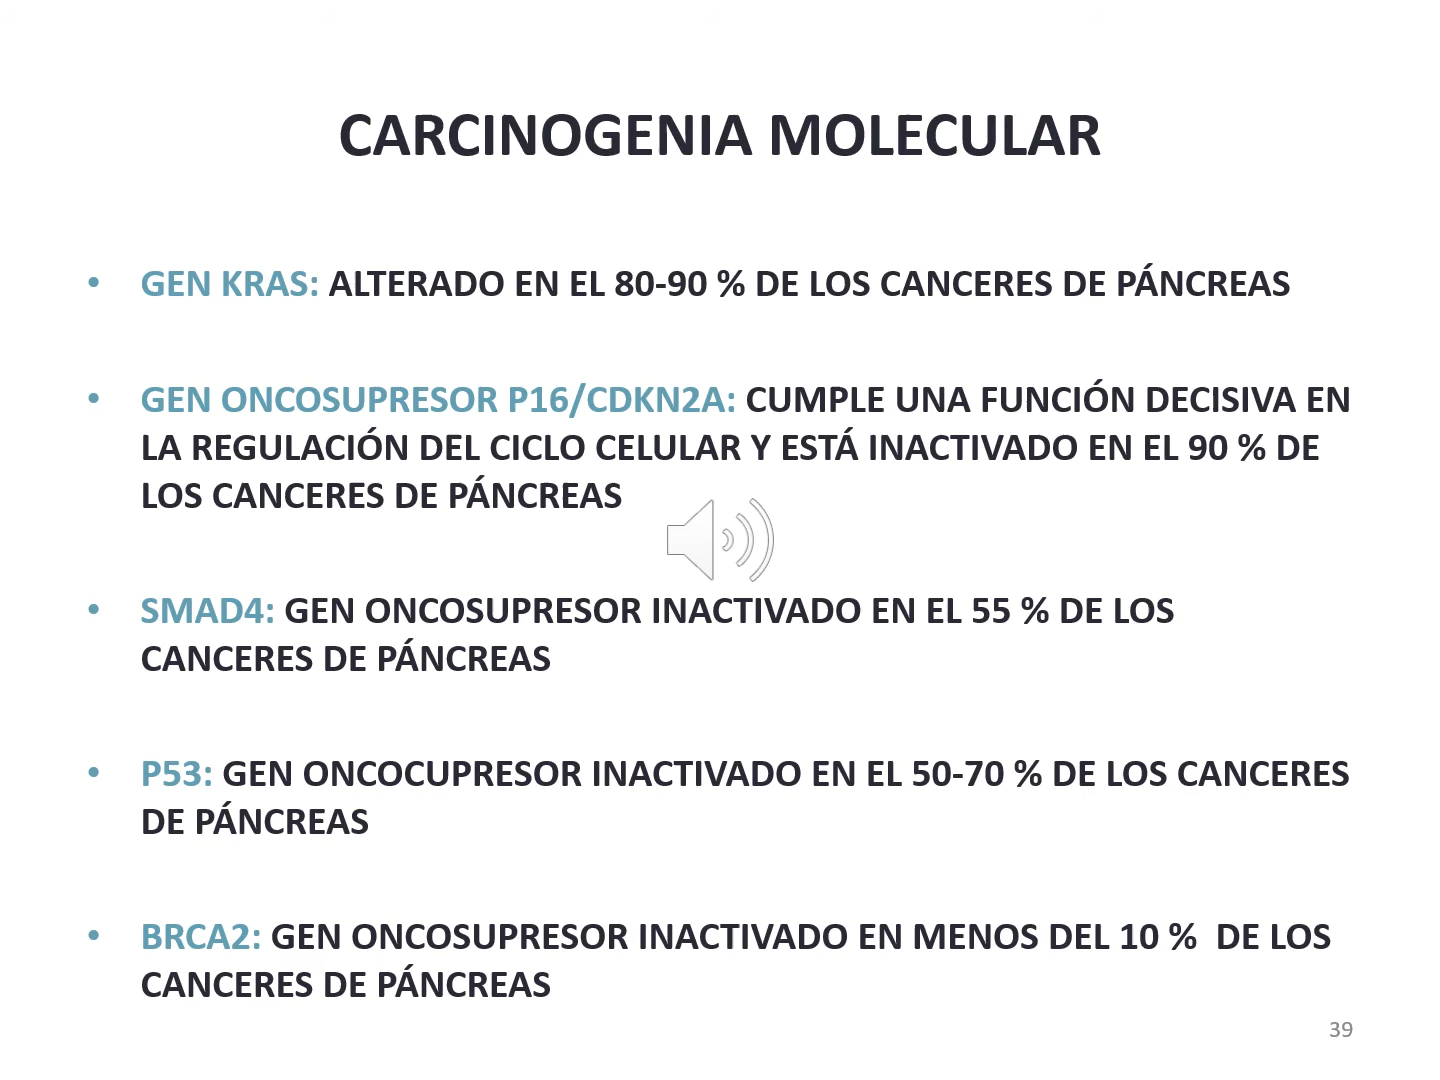 CARCINOGENIA MOLECULAR
• GEN KRAS: ALTERADO EN EL 80-90 % DE LOS CANCERES DE PÁNCREAS
• GEN ONCOSUPRESOR P16/CDKN2A: CUMPLE UNA FUNCIÓN DECISIVA EN
LA REGULACIÓN DEL CICLO CELULAR Y ESTÁ INACTIVADO EN EL 90 % DE
LOS CANCERES DE PÁNCREAS
• SMAD4: GEN ONCOSUPRESOR INACTIVADO EN EL 55 % DE LOS
CANCERES DE PÁNCREAS
• P53: GEN ONCOCUPRESOR INACTIVADO EN EL 50-70 % DE LOS CANCERES
DE PÁNCREAS
• BRCA2: GEN ONCOSUPRESOR INACTIVADO EN MENOS DEL 10 % DE LOS
CANCERES DE PÁNCREAS
39